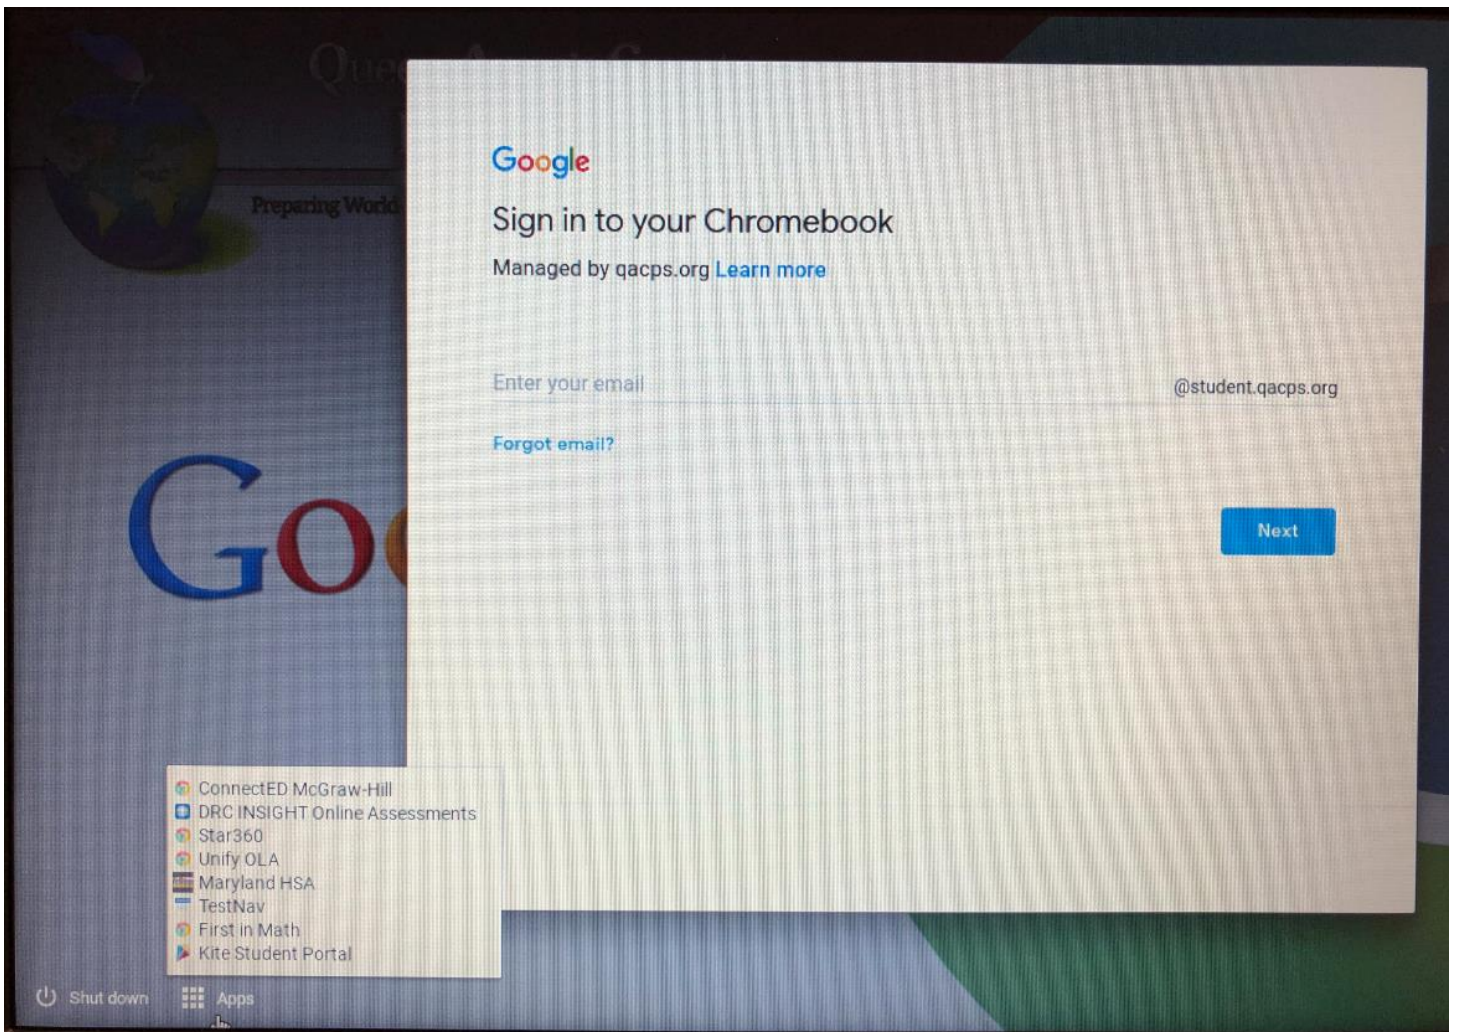 Google
Sign in to your Chromebook
Managed by qacps.org Learn more
Enter your email @student.qacps.org
Forgot email?
Next
Preparing World
Goo
ConnectED McGraw-Hill
DRC INSIGHT Online Assessments
Star360
Unify OLA
Maryland HSA
TestNav
First in Math
Kite Student Portal
Shut down Apps